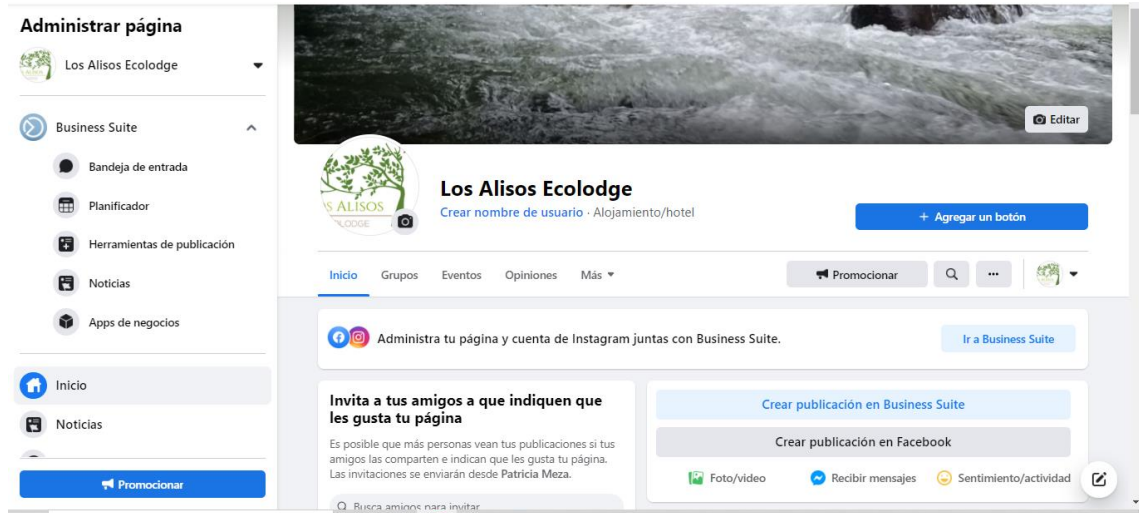 Administrar página
Los Alisos Ecolodge
Business Suite
Bandeja de entrada
Planificador
Herramientas de publicación
Noticias
Apps de negocios
Inicio
Noticias
Promocionar
Editar
S ALISOS
Los Alisos Ecolodge
Crear nombre de usuario · Alojamiento/hotel
+ Agregar un botón
Inicio Grupos Eventos Opiniones Más
Promocionar
Administra tu página y cuenta de Instagram juntas con Business Suite.
Ir a Business Suite
Invita a tus amigos a que indiquen que
les gusta tu página
Es posible que más personas vean tus publicaciones si tus
amigos las comparten e indican que les gusta tu página.
Las invitaciones se enviarán desde Patricia Meza.
Busca amigos para invitar
Crear publicación en Business Suite
Crear publicación en Facebook
Foto/video Recibir mensajes Sentimiento/actividad